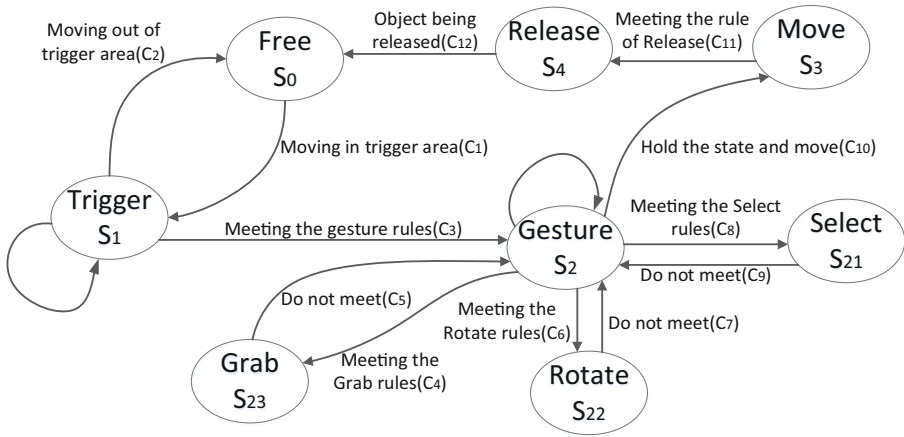 Moving out of
trigger area(C2)
Free
S0
Object being
released(C12)
Release
S4
Meeting the rule
of Release(C11)
Move
S3
Moving in trigger area(C1)
Hold the state and move(C10)
Trigger
S1
Meeting the gesture rules(C3)
Gesture
S2
Meeting the Select
rules(C8)
Select
S21
Do not meet(C9)
Do not meet(C5)
Meeting the
Rotate rules(C6)
Do not meet(C7)
Grab
S23
Meeting the
Grab rules(C4)
Rotate
S22